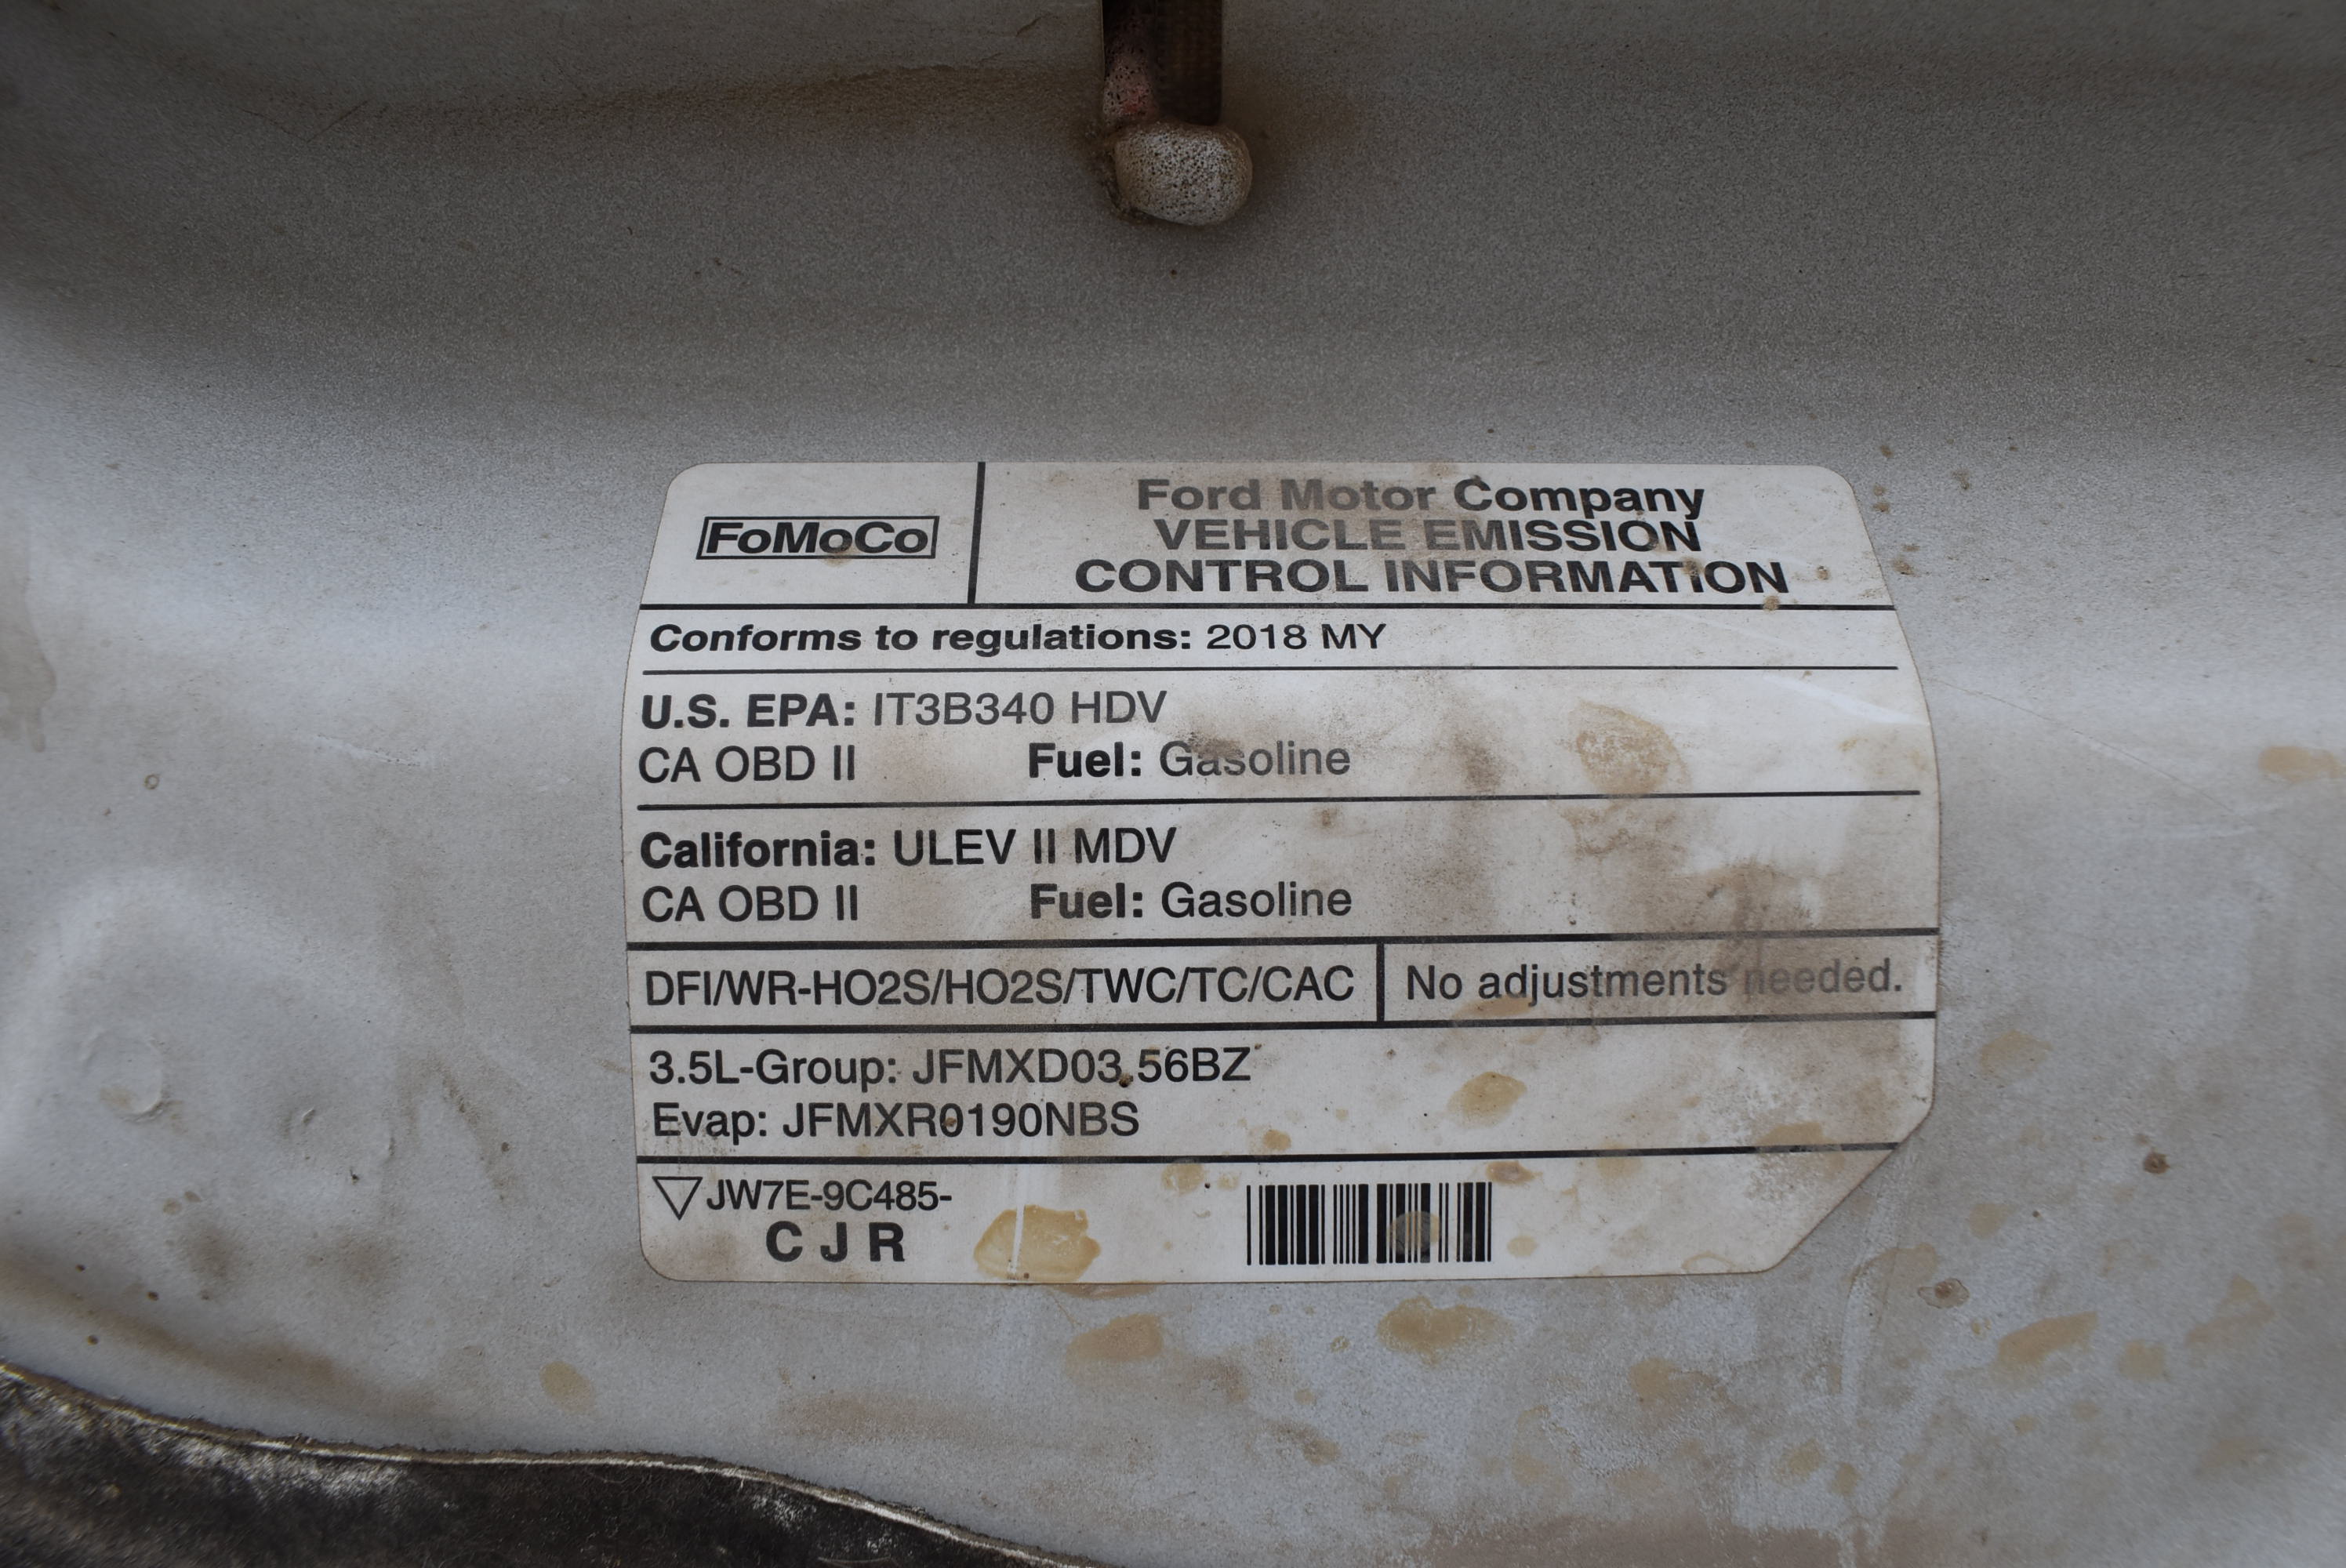 FoMoCo
Ford Motor Company
VEHICLE EMISSION
CONTROL INFORMATION
Conforms to regulations: 2018 MY
U.S. EPA: IT3B340 HDV
CA OBD II Fuel: Gasoline
California: ULEV II MDV
CA OBD II Fuel: Gasoline
DFI/WR-HO2S/HO2S/TWC/TC/CAC No adjustments needed.
3.5L-Group: JFMXD03.56BZ
Evap: JFMXR0190NBS
JW7E-9C485-
C J R